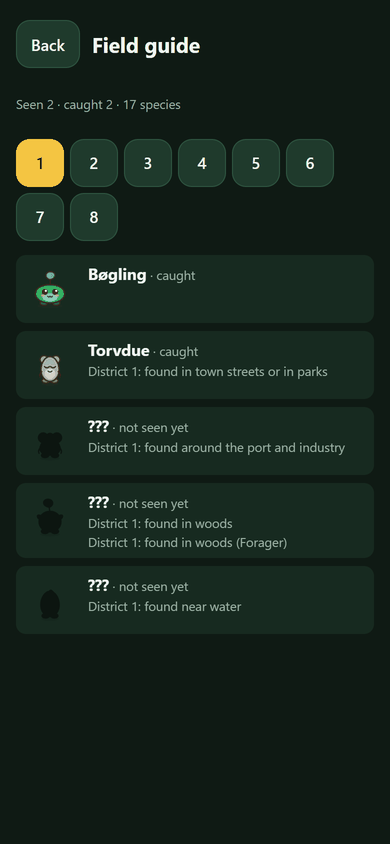 Back Field guide
Seen 2 · caught 2 · 17 species
1 2 3 4 5 6
7 8
Bøgling · caught
Torvdue · caught
District 1: found in town streets or in parks
??? · not seen yet
District 1: found around the port and industry
??? · not seen yet
District 1: found in woods
District 1: found in woods (Forager)
??? · not seen yet
District 1: found near water